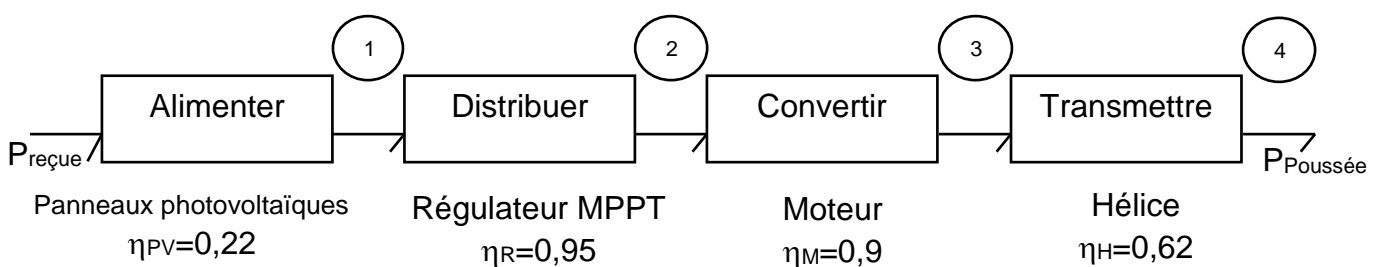 1 2 3 4
Alimenter Distribuer Convertir Transmettre
Preçue PPoussée
Panneaux photovoltaïques Régulateur MPPT Moteur Hélice
ηPV=0,22 ηR=0,95 ηM=0,9 ηH=0,62